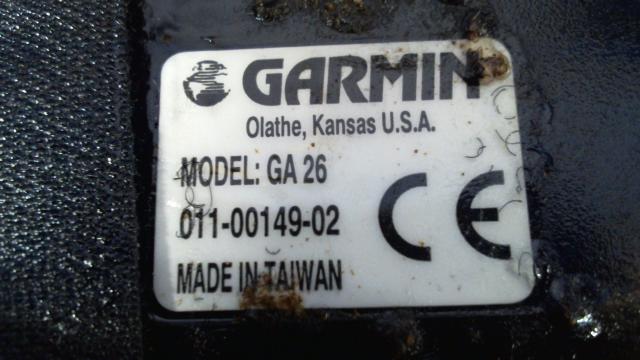 GARMIN
Olathe, Kansas U.S.A.
MODEL: GA 26
011-00149-02
MADE IN TAIWAN
CE